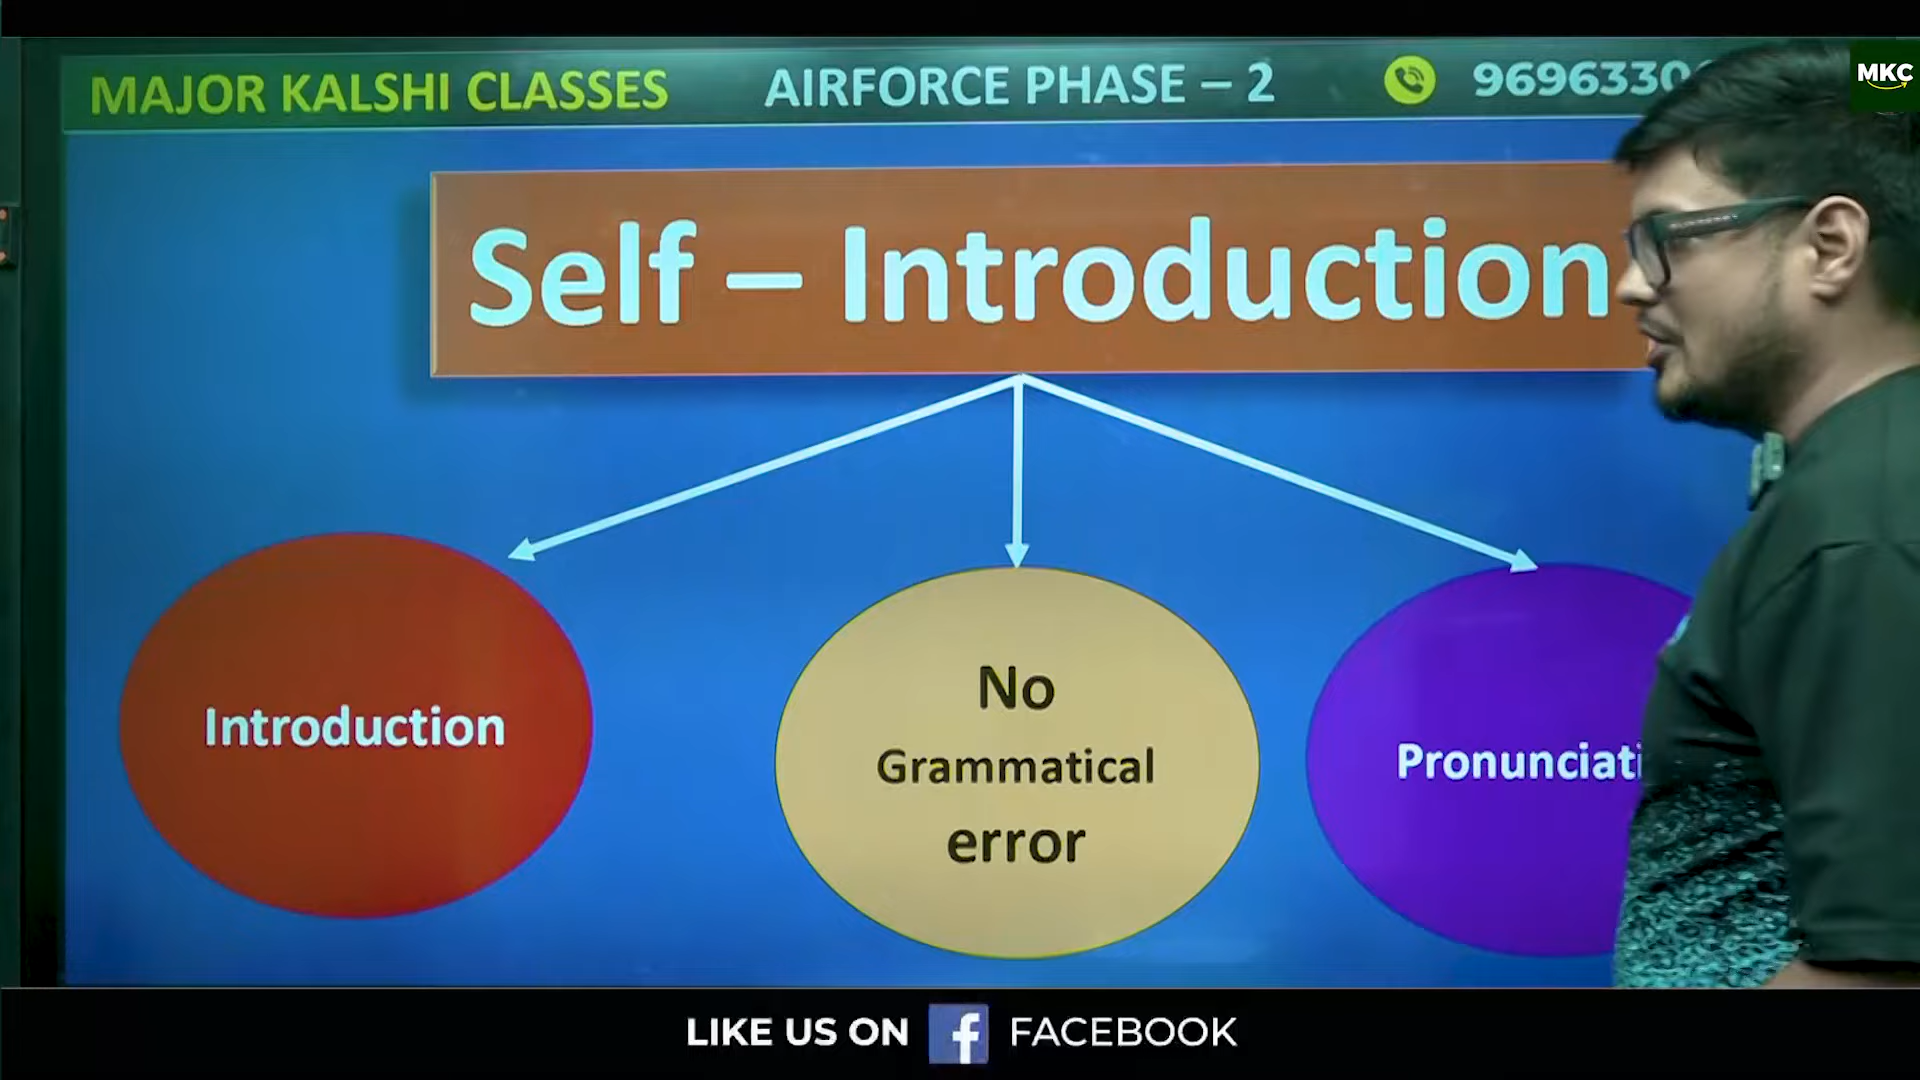 MAJOR KALSHI CLASSES
AIRFORCE PHASE – 2
MKC
Self – Introduction
Introduction
No
Grammatical
error
LIKE US ON
FACEBOOK